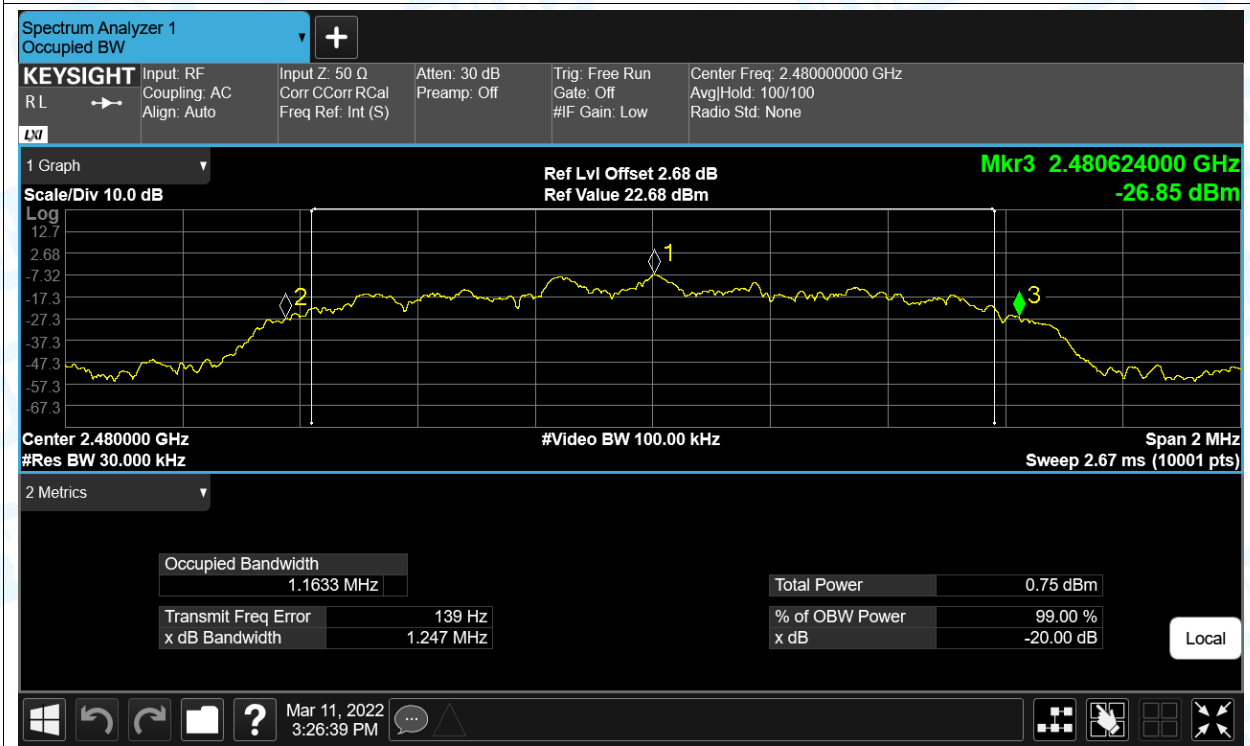 Spectrum Analyzer 1
Occupied BW
▼
+
KEYSIGHT
R L
LXI
Input: RF
Coupling: AC
Align: Auto
Input Z: 50 Ω
Corr CCorr RCal
Freq Ref: Int (S)
Atten: 30 dB
Preamp: Off
Trig: Free Run
Gate: Off
#IF Gain: Low
Center Freq: 2.480000000 GHz
Avg|Hold: 100/100
Radio Std: None
1 Graph ▼
Scale/Div 10.0 dB
Ref Lvl Offset 2.68 dB
Ref Value 22.68 dBm
Mkr3 2.480624000 GHz
-26.85 dBm
Log
12.7
2.68
-7.32
-17.3
-27.3
-37.3
-47.3
-57.3
-67.3
1
2
3
Center 2.480000 GHz
#Res BW 30.000 kHz
#Video BW 100.00 kHz
Span 2 MHz
Sweep 2.67 ms (10001 pts)
2 Metrics ▼
Occupied Bandwidth
1.1633 MHz
Transmit Freq Error 139 Hz
x dB Bandwidth 1.247 MHz
Total Power 0.75 dBm
% of OBW Power 99.00 %
x dB -20.00 dB
Local
?
Mar 11, 2022
3:26:39 PM